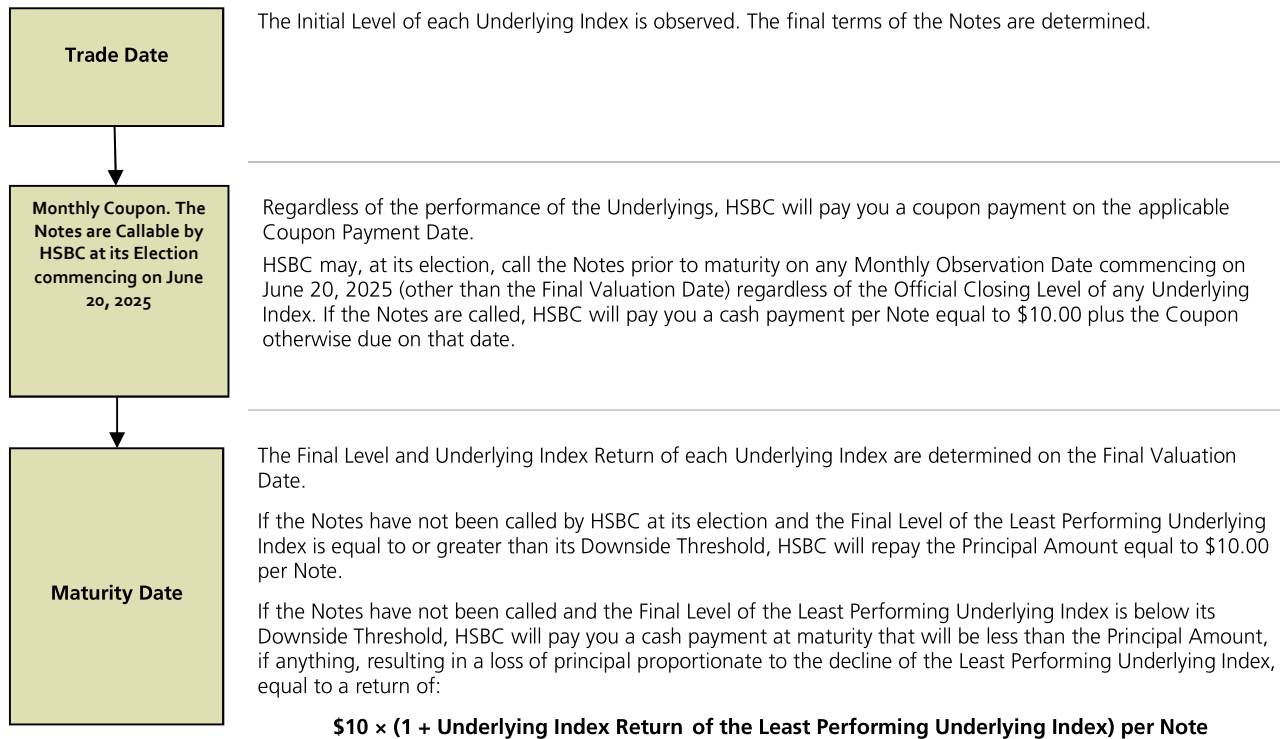 Trade Date
The Initial Level of each Underlying Index is observed. The final terms of the Notes are determined.
Monthly Coupon. The
Notes are Callable by
HSBC at its Election
commencing on June
20, 2025
Regardless of the performance of the Underlyings, HSBC will pay you a coupon payment on the applicable
Coupon Payment Date.
HSBC may, at its election, call the Notes prior to maturity on any Monthly Observation Date commencing on
June 20, 2025 (other than the Final Valuation Date) regardless of the Official Closing Level of any Underlying
Index. If the Notes are called, HSBC will pay you a cash payment per Note equal to $10.00 plus the Coupon
otherwise due on that date.
Maturity Date
The Final Level and Underlying Index Return of each Underlying Index are determined on the Final Valuation
Date.
If the Notes have not been called by HSBC at its election and the Final Level of the Least Performing Underlying
Index is equal to or greater than its Downside Threshold, HSBC will repay the Principal Amount equal to $10.00
per Note.
If the Notes have not been called and the Final Level of the Least Performing Underlying Index is below its
Downside Threshold, HSBC will pay you a cash payment at maturity that will be less than the Principal Amount,
if anything, resulting in a loss of principal proportionate to the decline of the Least Performing Underlying Index,
equal to a return of:
$10 × (1 + Underlying Index Return of the Least Performing Underlying Index) per Note